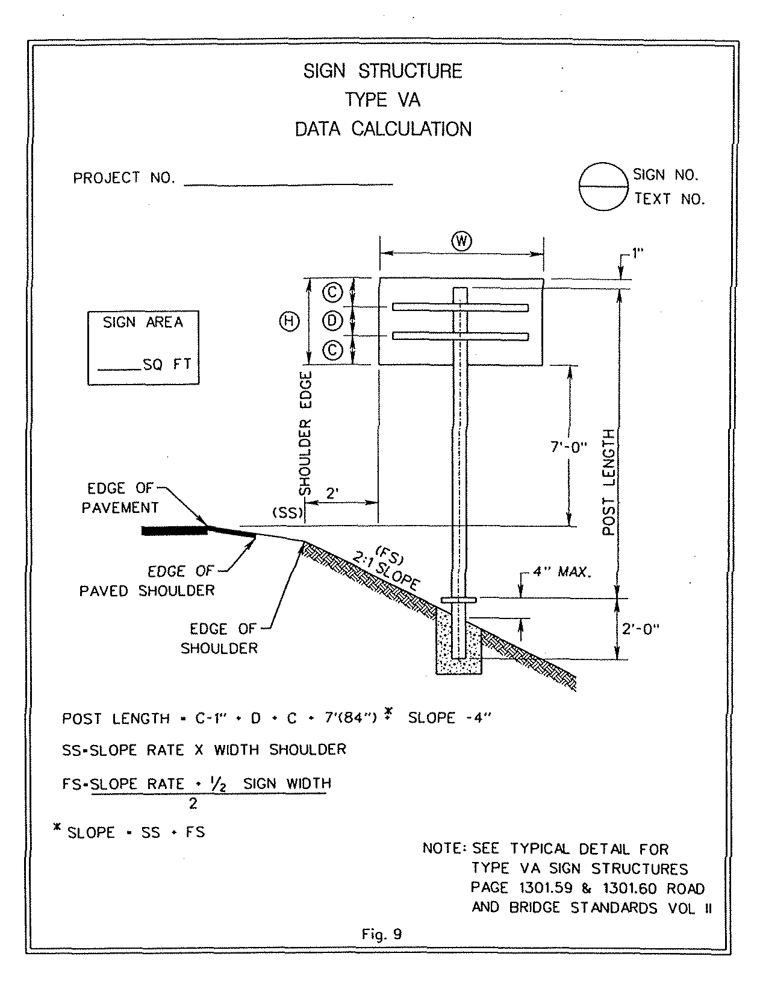 SIGN STRUCTURE
TYPE VA
DATA CALCULATION
PROJECT NO.
SIGN NO.
TEXT NO.
W
1"
C
H
D
C
SIGN AREA
SQ FT
SHOULDER EDGE
7'-0"
POST LENGTH
2'
(SS)
EDGE OF
PAVEMENT
(FS)
2:1 SLOPE
4" MAX.
EDGE OF
PAVED SHOULDER
EDGE OF
SHOULDER
2'-0"
POST LENGTH = C-1" + D + C + 7'(84") + * SLOPE -4"
SS=SLOPE RATE X WIDTH SHOULDER
FS=SLOPE RATE + 1/2 SIGN WIDTH
2
* SLOPE = SS + FS
NOTE: SEE TYPICAL DETAIL FOR
TYPE VA SIGN STRUCTURES
PAGE 1301.59 & 1301.60 ROAD
AND BRIDGE STANDARDS VOL II
Fig. 9